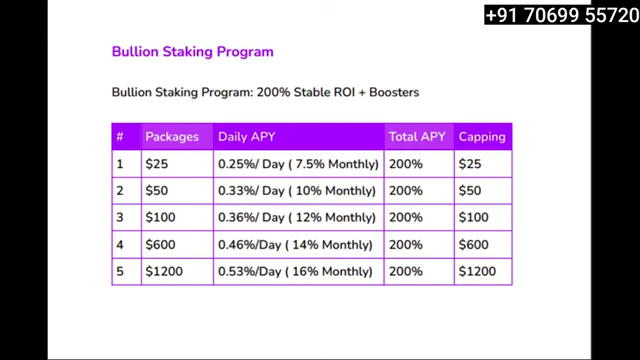 +91 70699 55720
Bullion Staking Program
Bullion Staking Program: 200% Stable ROI + Boosters
# Packages Daily APY Total APY Capping
1 $25 0.25%/ Day ( 7.5% Monthly) 200% $25
2 $50 0.33%/ Day ( 10% Monthly) 200% $50
3 $100 0.36%/ Day ( 12% Monthly) 200% $100
4 $600 0.46%/Day ( 14% Monthly) 200% $600
5 $1200 0.53%/Day ( 16% Monthly) 200% $1200